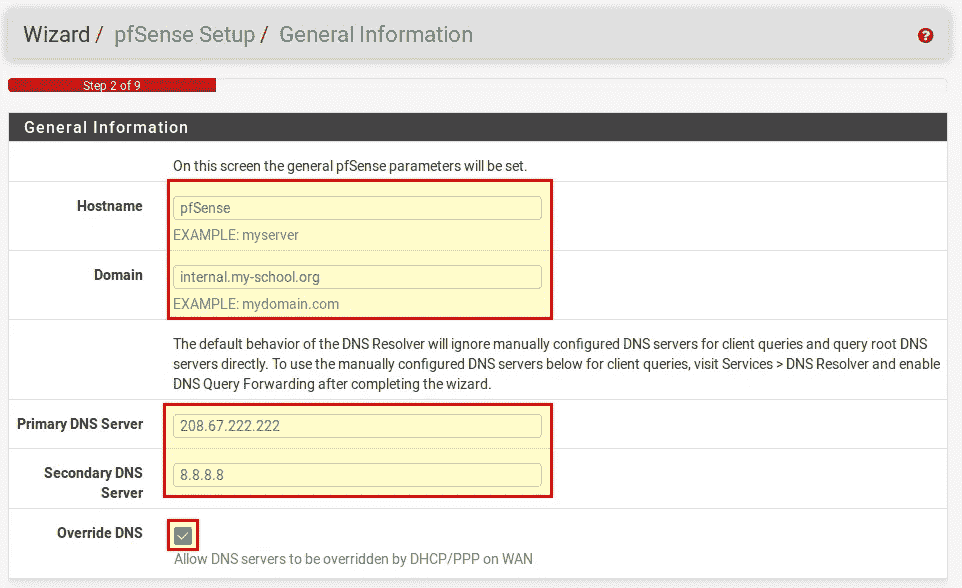 Wizard / pfSense Setup / General Information
?
Step 2 of 9
General Information
On this screen the general pfSense parameters will be set.
Hostname
pfSense
EXAMPLE: myserver
Domain
internal.my-school.org
EXAMPLE: mydomain.com
The default behavior of the DNS Resolver will ignore manually configured DNS servers for client queries and query root DNS
servers directly. To use the manually configured DNS servers below for client queries, visit Services > DNS Resolver and enable
DNS Query Forwarding after completing the wizard.
Primary DNS Server
208.67.222.222
Secondary DNS
Server
8.8.8.8
Override DNS
Allow DNS servers to be overridden by DHCP/PPP on WAN